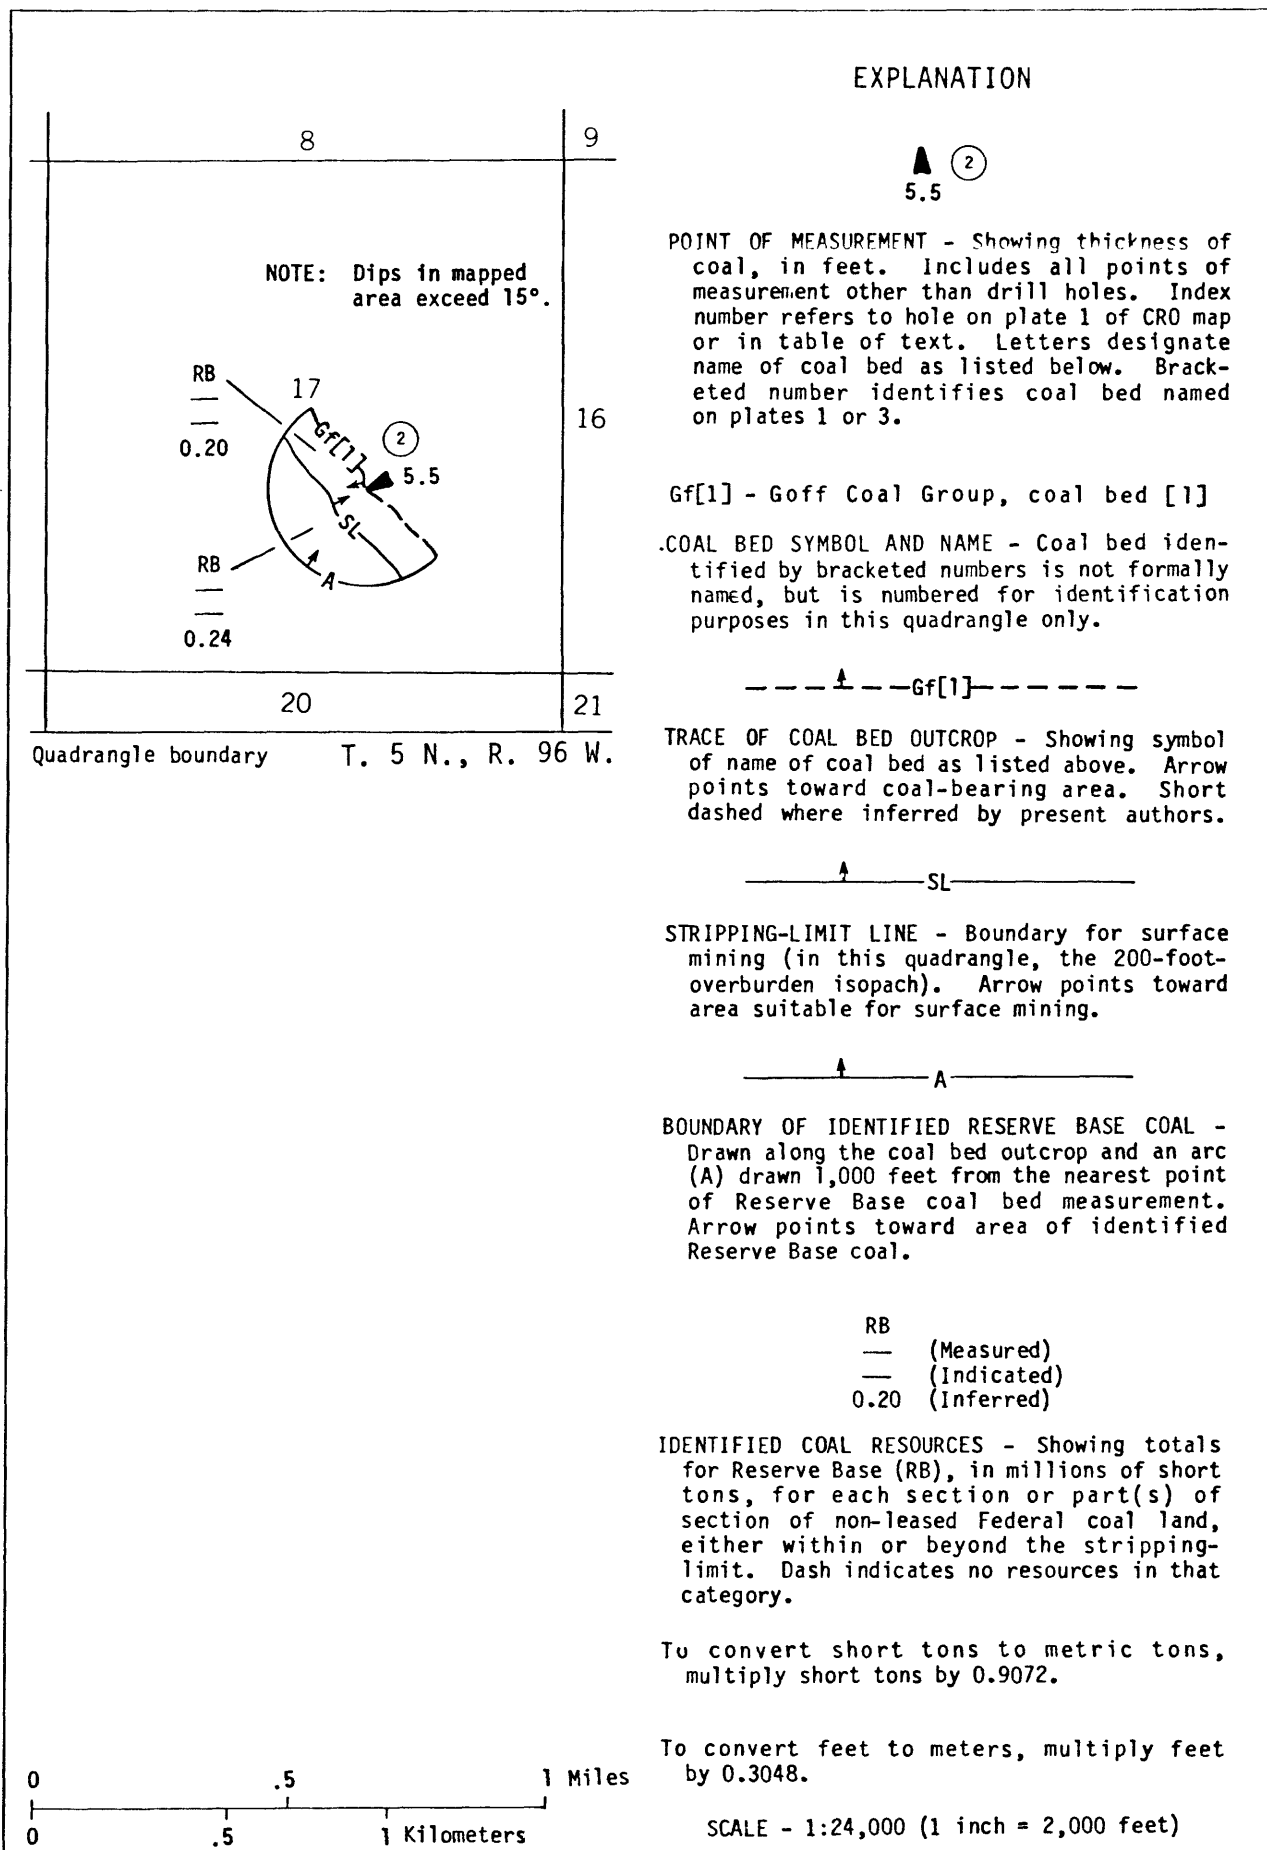 8
9
NOTE: Dips in mapped
area exceed 15°.
RB
—
—
0.20
17
Gf[1]
2
5.5
16
SL
RB
—
—
0.24
A
20
21
Quadrangle boundary T. 5 N., R. 96 W.
EXPLANATION
2
5.5
POINT OF MEASUREMENT - Showing thickness of
coal, in feet. Includes all points of
measurement other than drill holes. Index
number refers to hole on plate 1 of CRO map
or in table of text. Letters designate
name of coal bed as listed below. Brack-
eted number identifies coal bed named
on plates 1 or 3.
Gf[1] - Goff Coal Group, coal bed [1]
.COAL BED SYMBOL AND NAME - Coal bed iden-
tified by bracketed numbers is not formally
named, but is numbered for identification
purposes in this quadrangle only.
Gf[1]
TRACE OF COAL BED OUTCROP - Showing symbol
of name of coal bed as listed above. Arrow
points toward coal-bearing area. Short
dashed where inferred by present authors.
SL
STRIPPING-LIMIT LINE - Boundary for surface
mining (in this quadrangle, the 200-foot-
overburden isopach). Arrow points toward
area suitable for surface mining.
A
BOUNDARY OF IDENTIFIED RESERVE BASE COAL -
Drawn along the coal bed outcrop and an arc
(A) drawn 1,000 feet from the nearest point
of Reserve Base coal bed measurement.
Arrow points toward area of identified
Reserve Base coal.
RB
— (Measured)
— (Indicated)
0.20 (Inferred)
IDENTIFIED COAL RESOURCES - Showing totals
for Reserve Base (RB), in millions of short
tons, for each section or part(s) of
section of non-leased Federal coal land,
either within or beyond the stripping-
limit. Dash indicates no resources in that
category.
To convert short tons to metric tons,
multiply short tons by 0.9072.
To convert feet to meters, multiply feet
by 0.3048.
0 .5 1 Miles
0 .5 1 Kilometers
SCALE - 1:24,000 (1 inch = 2,000 feet)